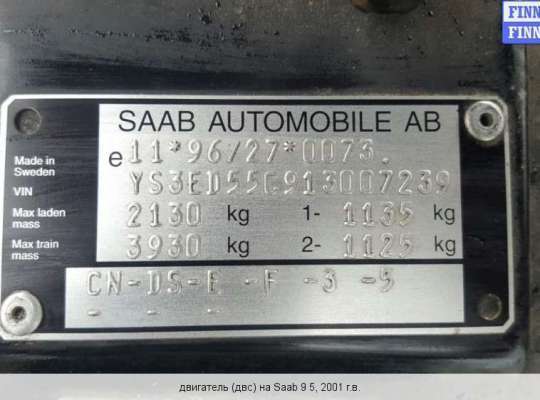 FINN
FINN
SAAB AUTOMOBILE AB
e 11*96/27*0073.
Made in
Sweden
VIN
YS3ED55G913007239
Max laden
mass
2130 kg 1- 1135 kg
Max train
mass
3930 kg 2- 1125 kg
CN-DS-E -F -3 -5
- - -
двигатель (двс) на Saab 9 5, 2001 г.в.